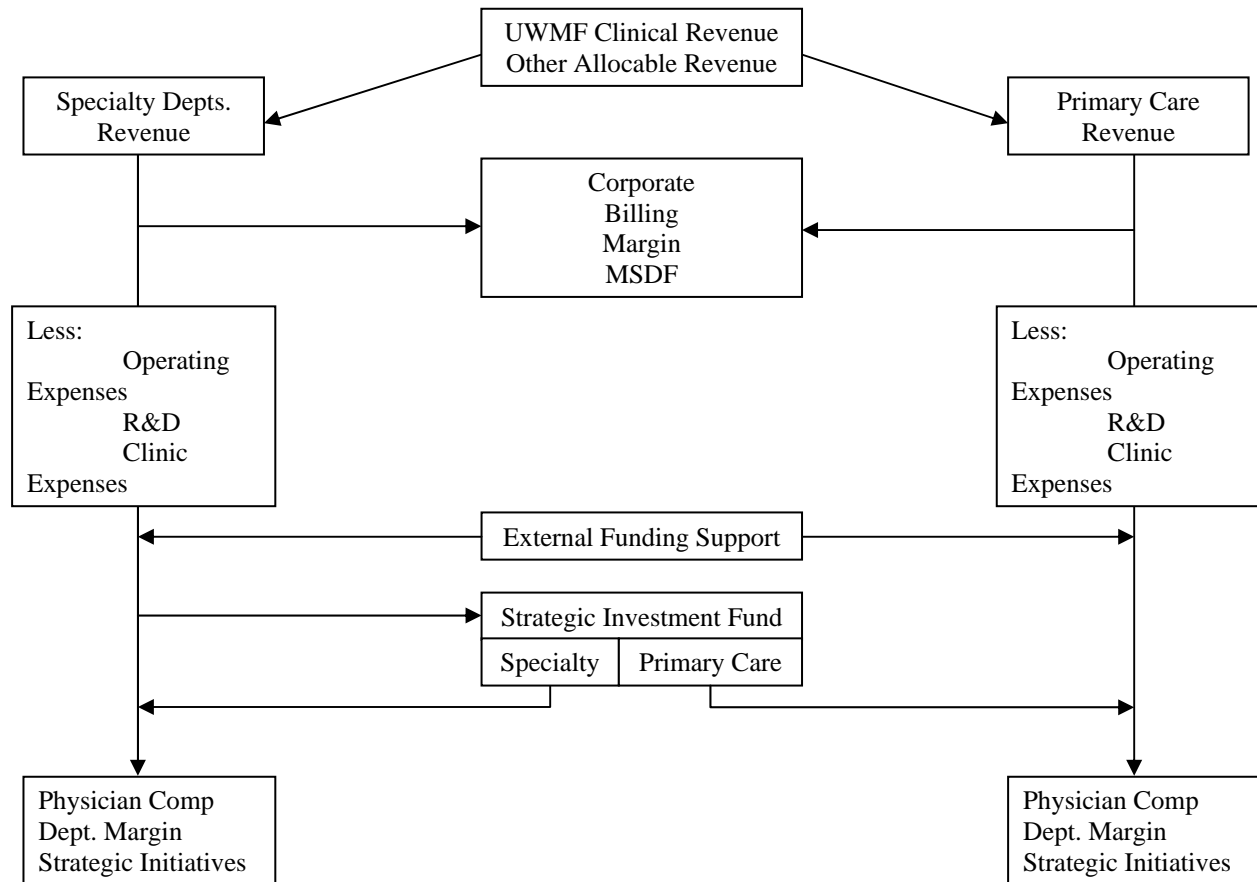 UWMF Clinical Revenue
Other Allocable Revenue
Specialty Depts.
Revenue
Primary Care
Revenue
Corporate
Billing
Margin
MSDF
Less:
Operating
Expenses
R&D
Clinic
Expenses
Less:
Operating
Expenses
R&D
Clinic
Expenses
External Funding Support
Strategic Investment Fund
Specialty
Primary Care
Physician Comp
Dept. Margin
Strategic Initiatives
Physician Comp
Dept. Margin
Strategic Initiatives